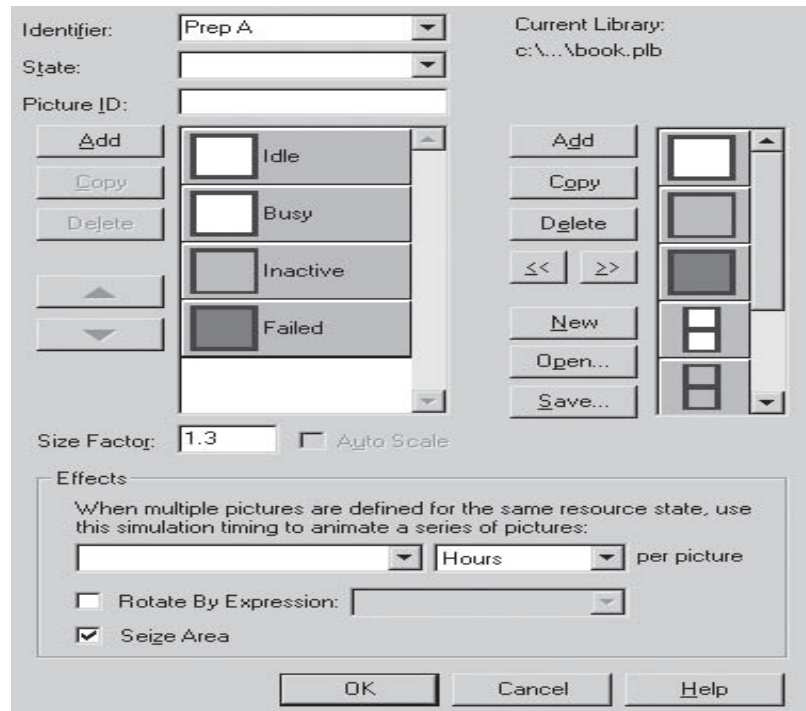 Identifier: Prep A
Current Library:
c:\...\book.plb
State:
Picture ID:
Add
Copy
Delete
Idle
Busy
Inactive
Failed
Add
Copy
Delete
<< >>
New
Open...
Save...
Size Factor: 1.3 Auto Scale
Effects
When multiple pictures are defined for the same resource state, use
this simulation timing to animate a series of pictures:
Hours per picture
Rotate By Expression:
Seize Area
OK Cancel Help